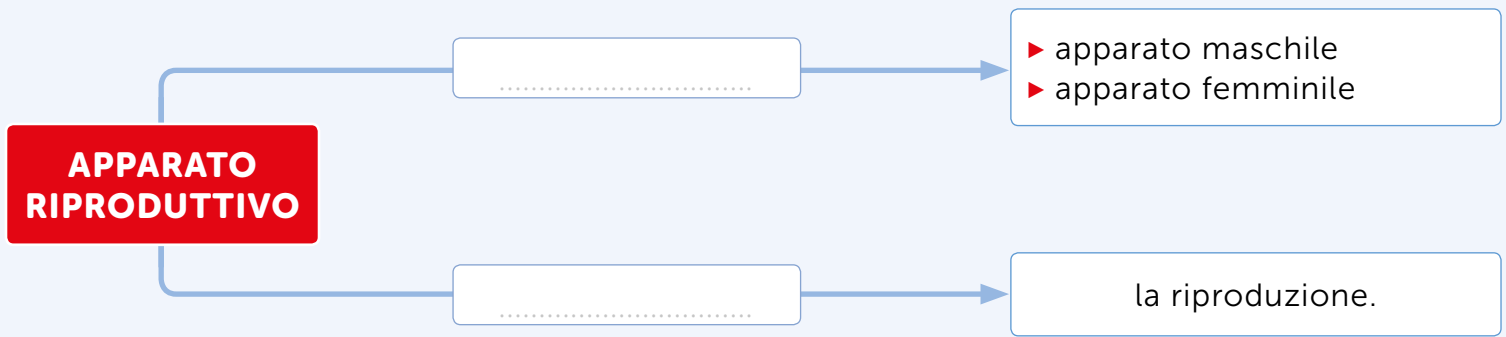 ▶ apparato maschile
▶ apparato femminile
APPARATO
RIPRODUTTIVO
la riproduzione.